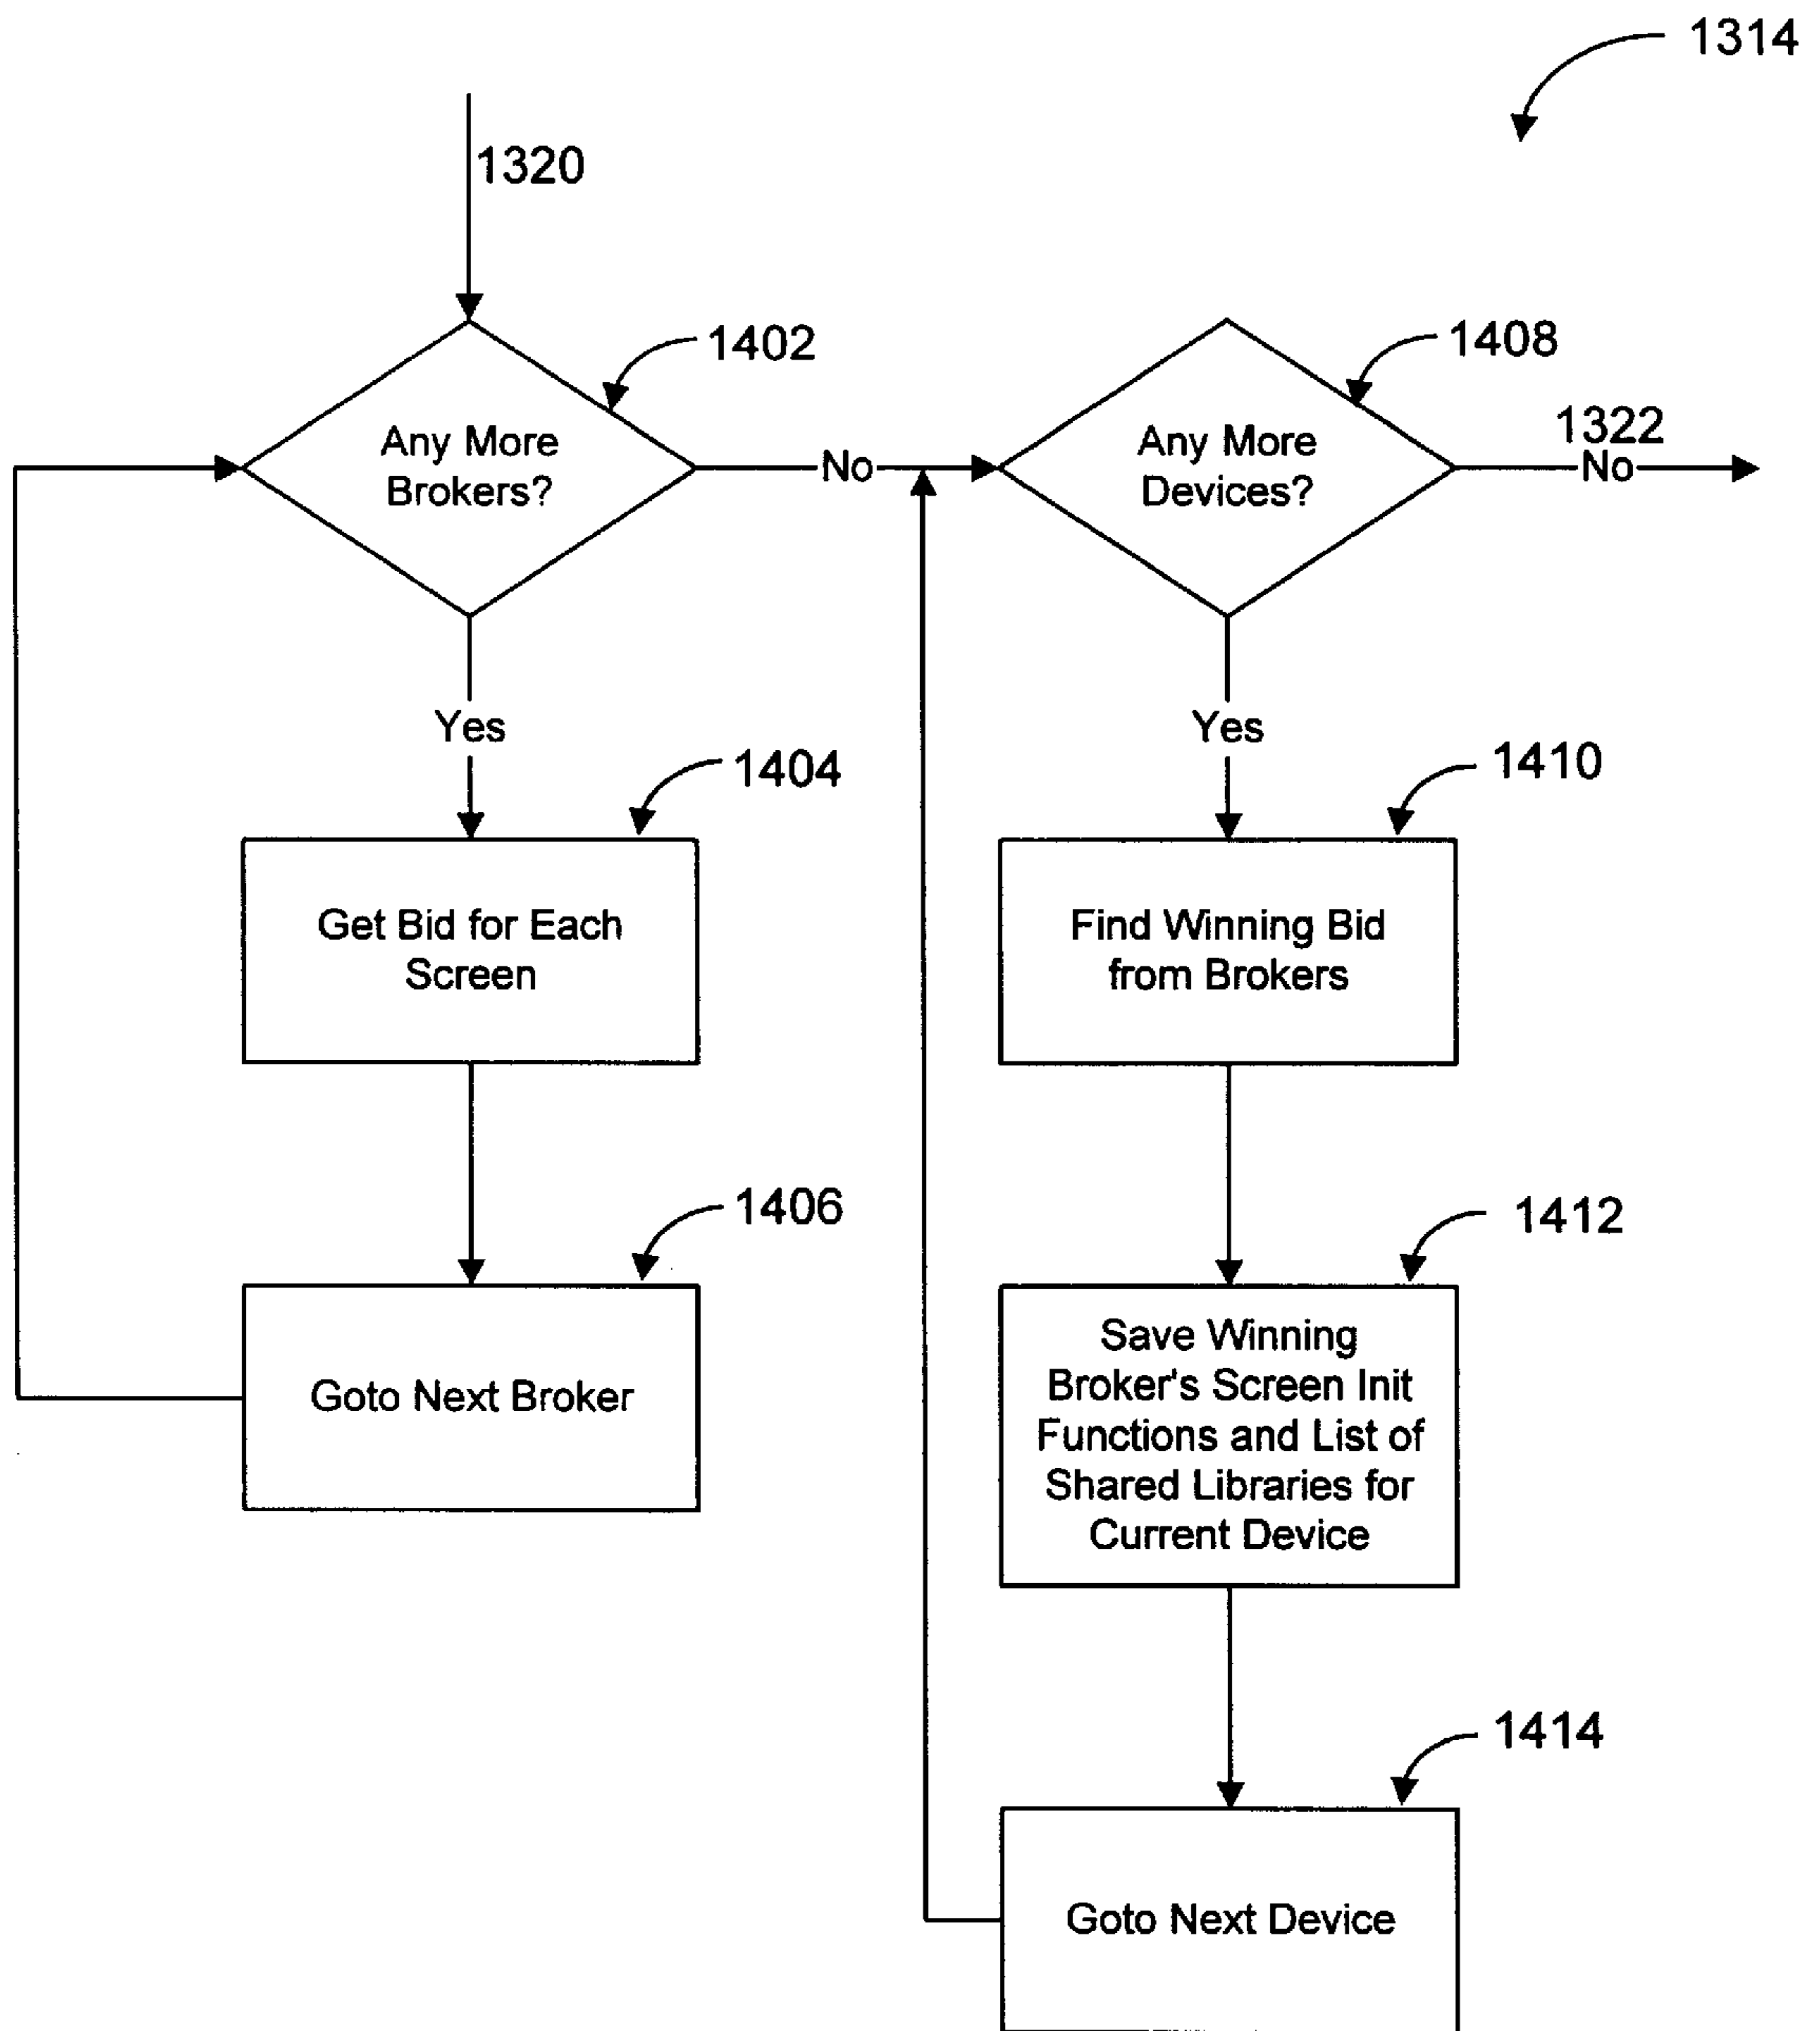 1314
1320
1402
Any More
Brokers?
No
1408
Any More
Devices?
1322
No
Yes
1404
Get Bid for Each
Screen
1406
Goto Next Broker
Yes
1410
Find Winning Bid
from Brokers
1412
Save Winning
Broker's Screen Init
Functions and List of
Shared Libraries for
Current Device
1414
Goto Next Device